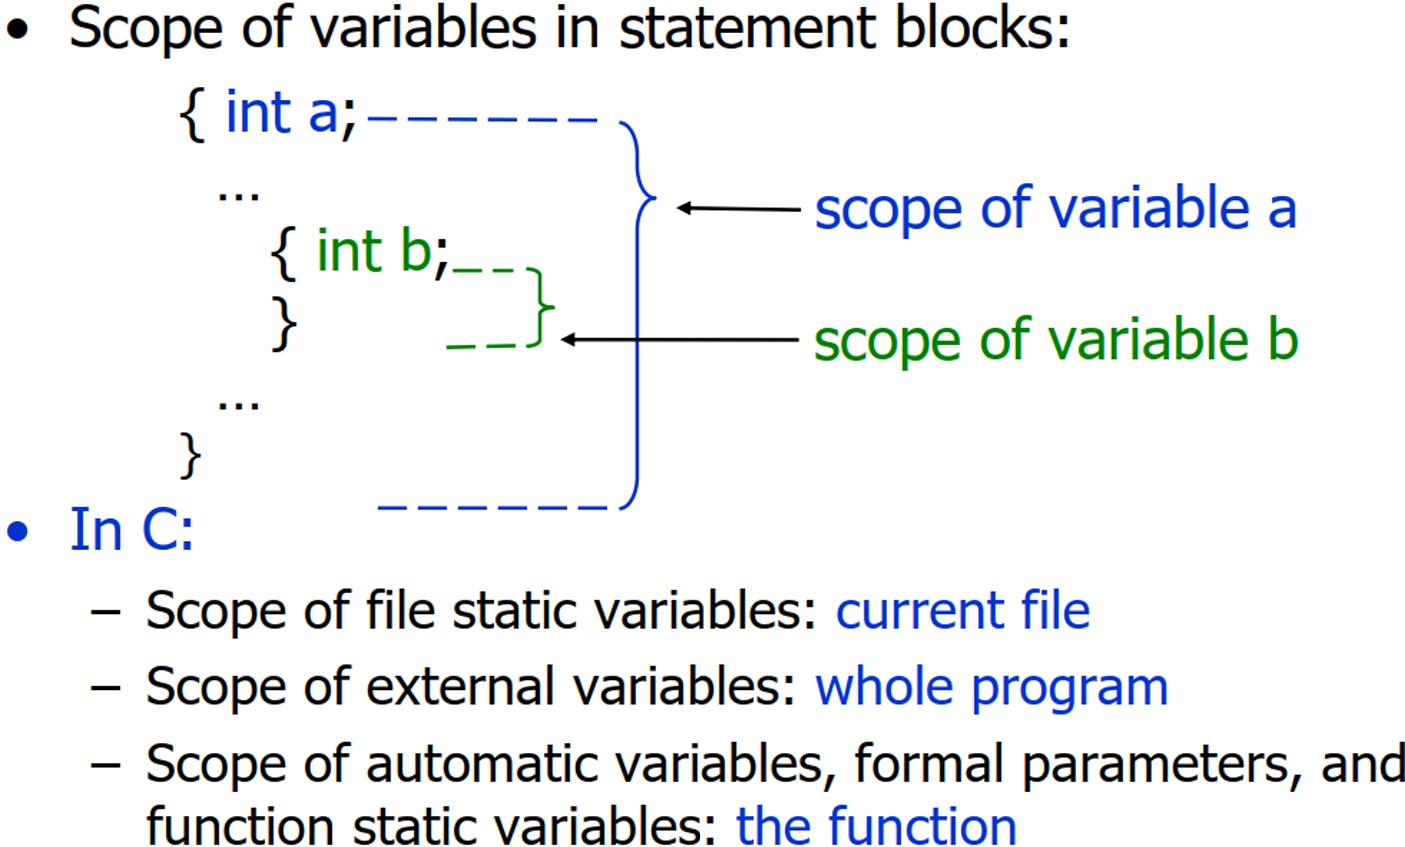 • Scope of variables in statement blocks:
{ int a;
...
scope of variable a
{ int b;
}
scope of variable b
...
}
• In C:
– Scope of file static variables: current file
– Scope of external variables: whole program
– Scope of automatic variables, formal parameters, and
function static variables: the function